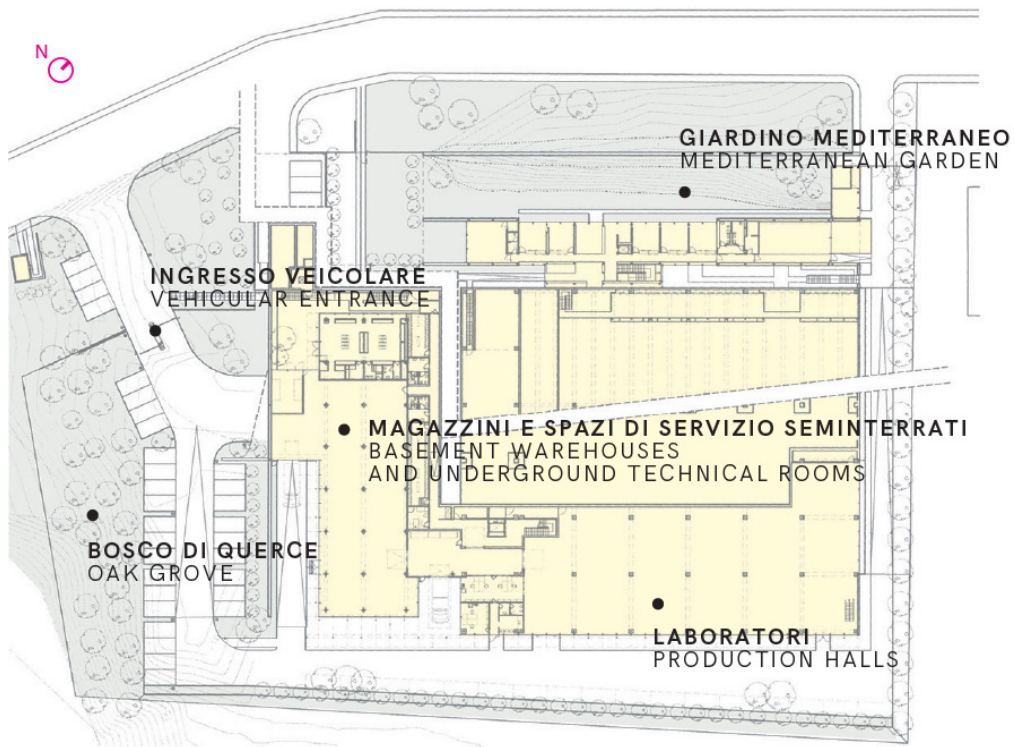 N
GIARDINO MEDITERRANEO
MEDITERRANEAN GARDEN
INGRESSO VEICOLARE
VEHICULAR ENTRANCE
MAGAZZINI E SPAZI DI SERVIZIO SEMINTERRATI
BASEMENT WAREHOUSES
AND UNDERGROUND TECHNICAL ROOMS
BOSCO DI QUERCE
OAK GROVE
LABORATORI
PRODUCTION HALLS